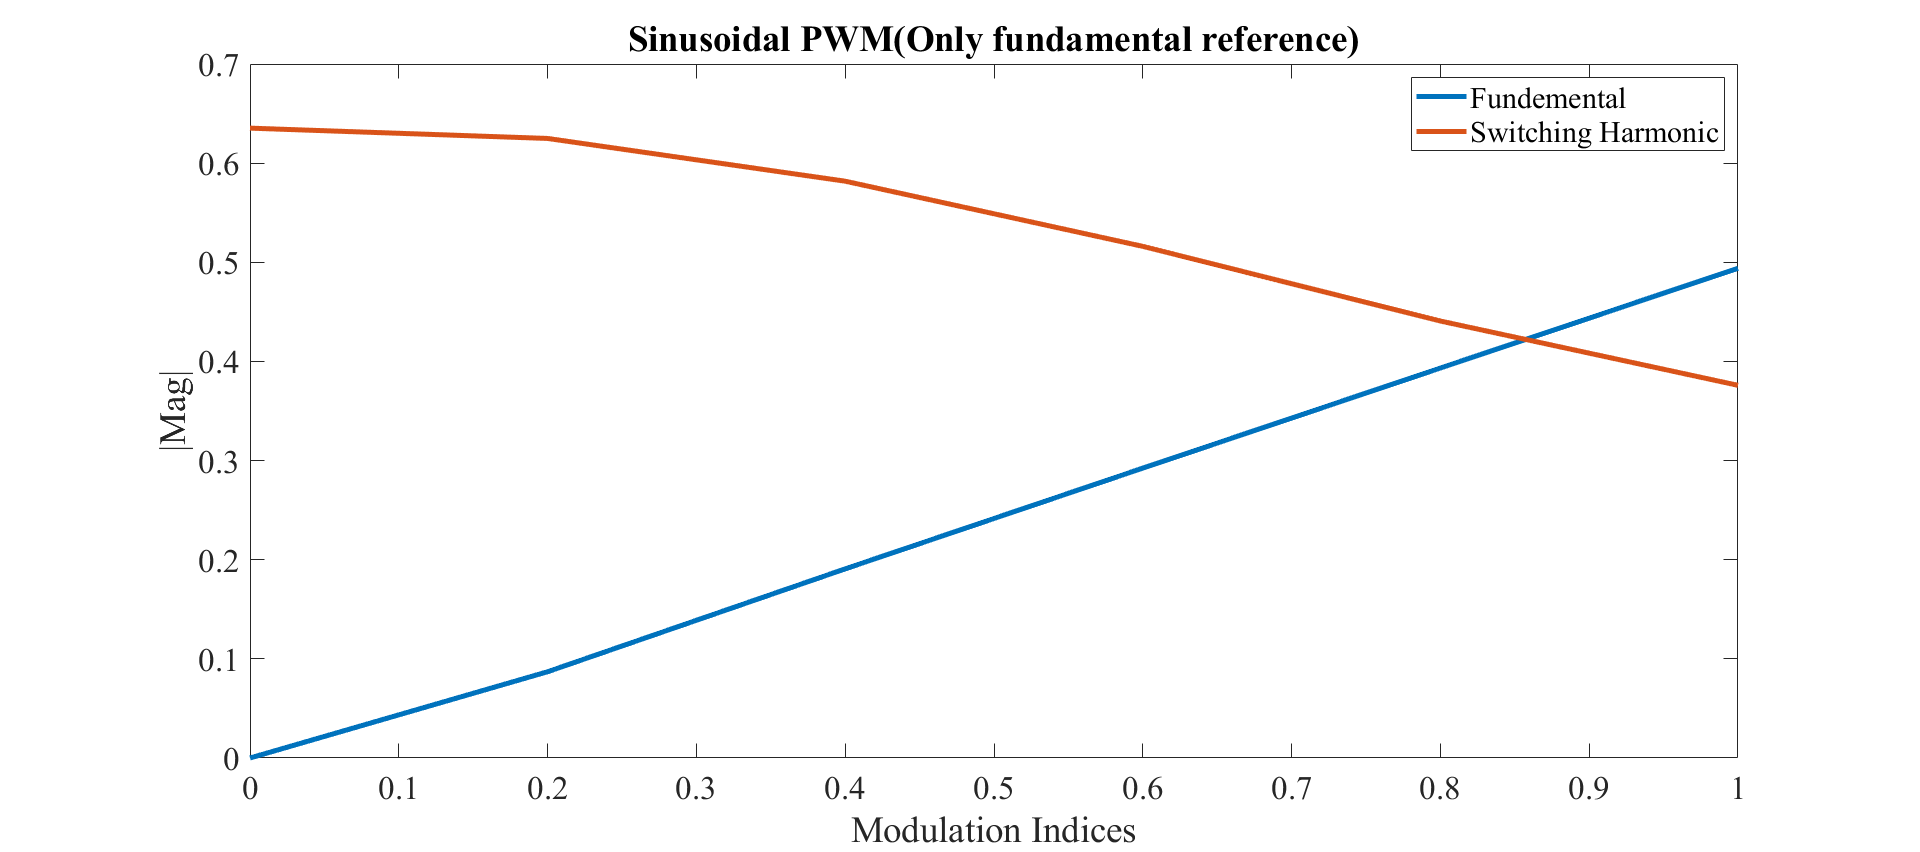 Sinusoidal PWM(Only fundamental reference)
0.7
0.6
0.5
0.4
0.3
0.2
0.1
0
|Mag|
Fundemental
Switching Harmonic
0 0.1 0.2 0.3 0.4 0.5 0.6 0.7 0.8 0.9 1
Modulation Indices